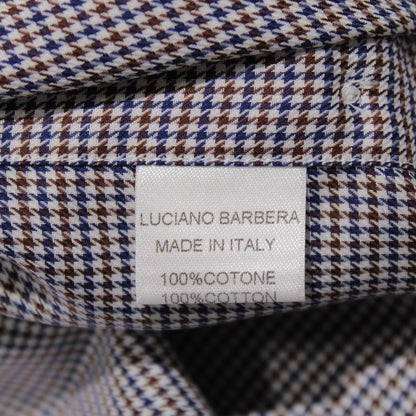 LUCIANO BARBERA
MADE IN ITALY
100%COTONE
100%COTTON